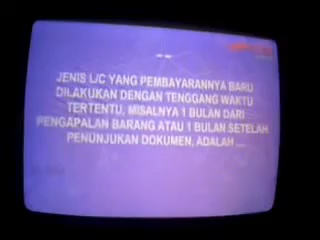 JENIS L/C YANG PEMBAYARANNYA BARU
DILAKUKAN DENGAN TENGGANG WAKTU
TERTENTU, MISALNYA 1 BULAN DARI
PENGAPALAN BARANG ATAU 1 BULAN SETELAH
PENUNJUKAN DOKUMEN, ADALAH ...